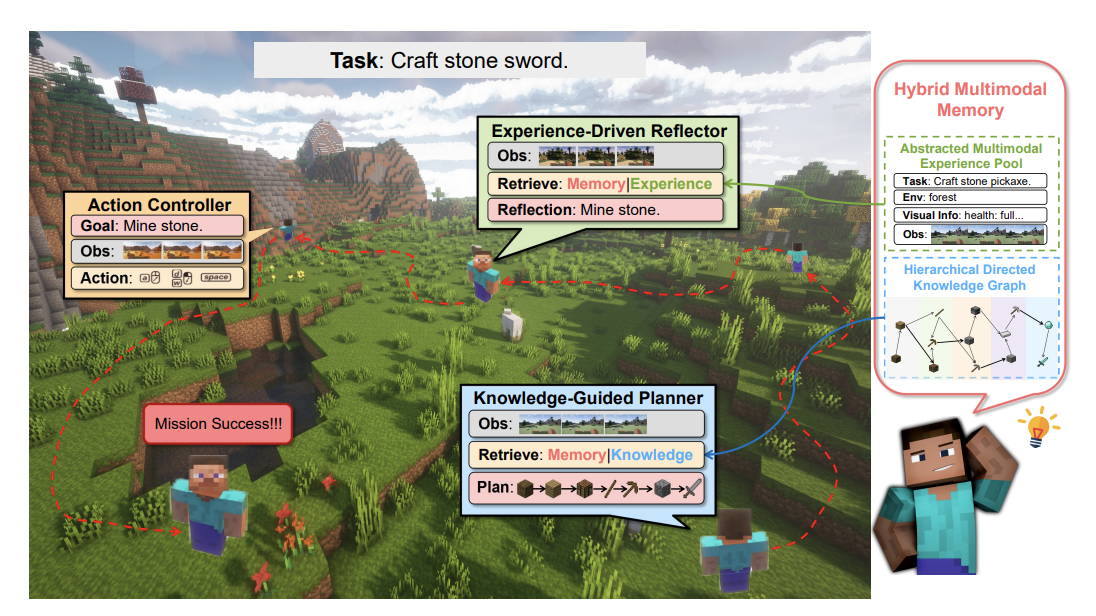 Task: Craft stone sword.
Hybrid Multimodal
Memory
Abstracted Multimodal
Experience Pool
Task: Craft stone pickaxe.
Env: forest
Visual Info: health: full...
Obs:
Hierarchical Directed
Knowledge Graph
Experience-Driven Reflector
Obs:
Retrieve: Memory|Experience
Reflection: Mine stone.
Action Controller
Goal: Mine stone.
Obs:
Action: a d w space
Mission Success!!!
Knowledge-Guided Planner
Obs:
Retrieve: Memory|Knowledge
Plan: